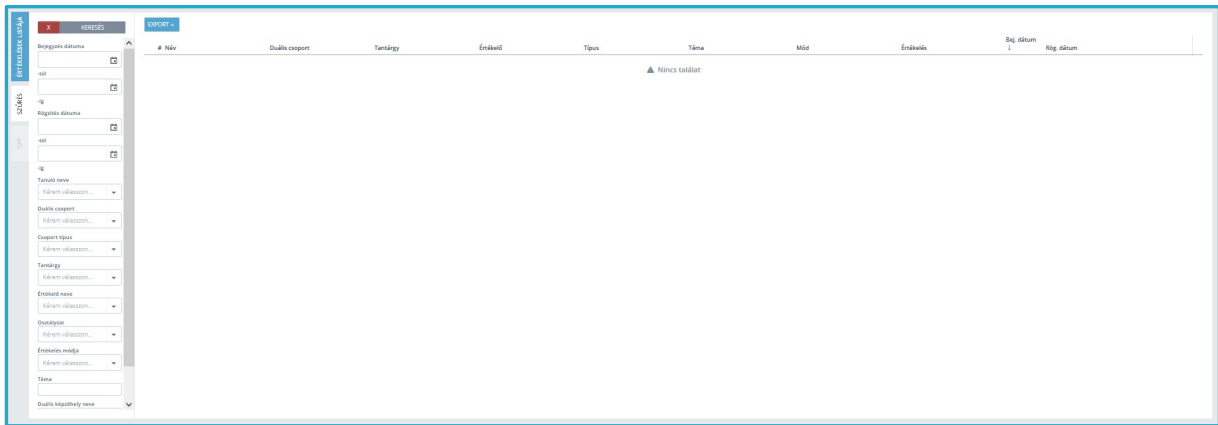 ÉRTÉKELÉSEK LISTÁJA
SZŰRÉS
X KERESÉS
Bejegyzés dátuma
-tól
-ig
Rögzítés dátuma
-tól
-ig
Tanuló neve
Kérem válasszon...
Duális csoport
Kérem válasszon...
Csoport típus
Kérem válasszon...
Tantárgy
Kérem válasszon...
Értékelő neve
Kérem válasszon...
Osztályzat
Kérem válasszon...
Értékelés módja
Kérem válasszon...
Téma
Duális képzőhely neve
EXPORT
# Név Duális csoport Tantárgy Értékelő Típus Téma Mód Értékelés Bej. dátum ↓ Rög. dátum
Nincs találat